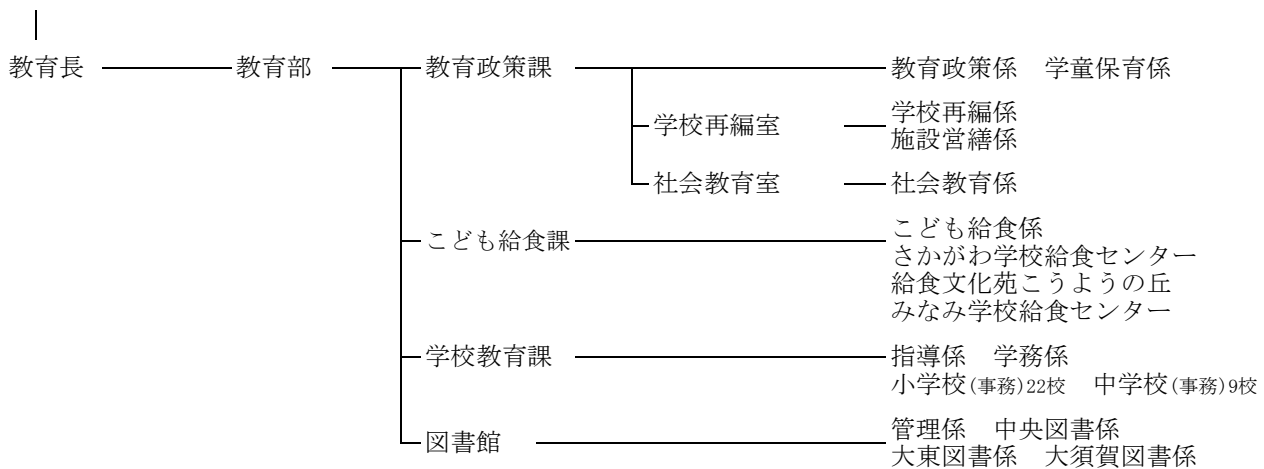 教育長 教育部 教育政策課 教育政策係 学童保育係
学校再編室 学校再編係
施設営繕係
社会教育室 社会教育係
こども給食課 こども給食係
さかがわ学校給食センター
給食文化苑こうようの丘
みなみ学校給食センター
学校教育課 指導係 学務係
小学校(事務)22校 中学校(事務)9校
図書館 管理係 中央図書係
大東図書係 大須賀図書係